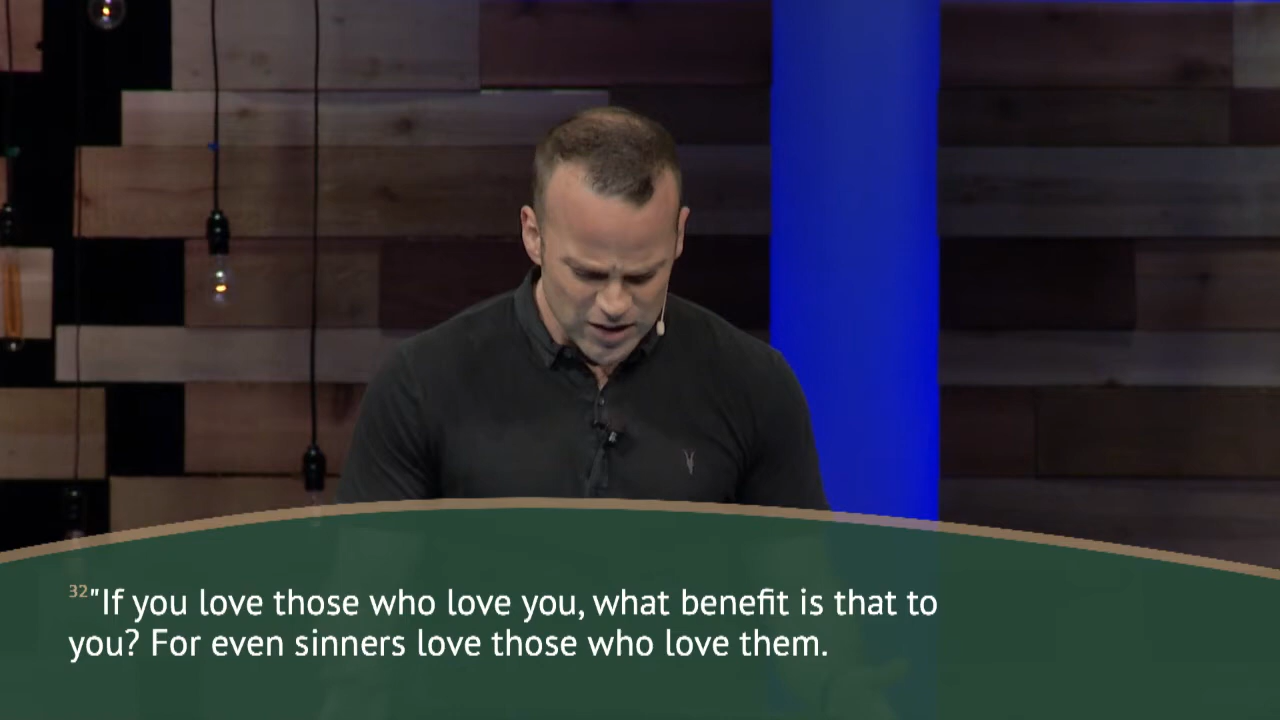 32"If you love those who love you, what benefit is that to
you? For even sinners love those who love them.